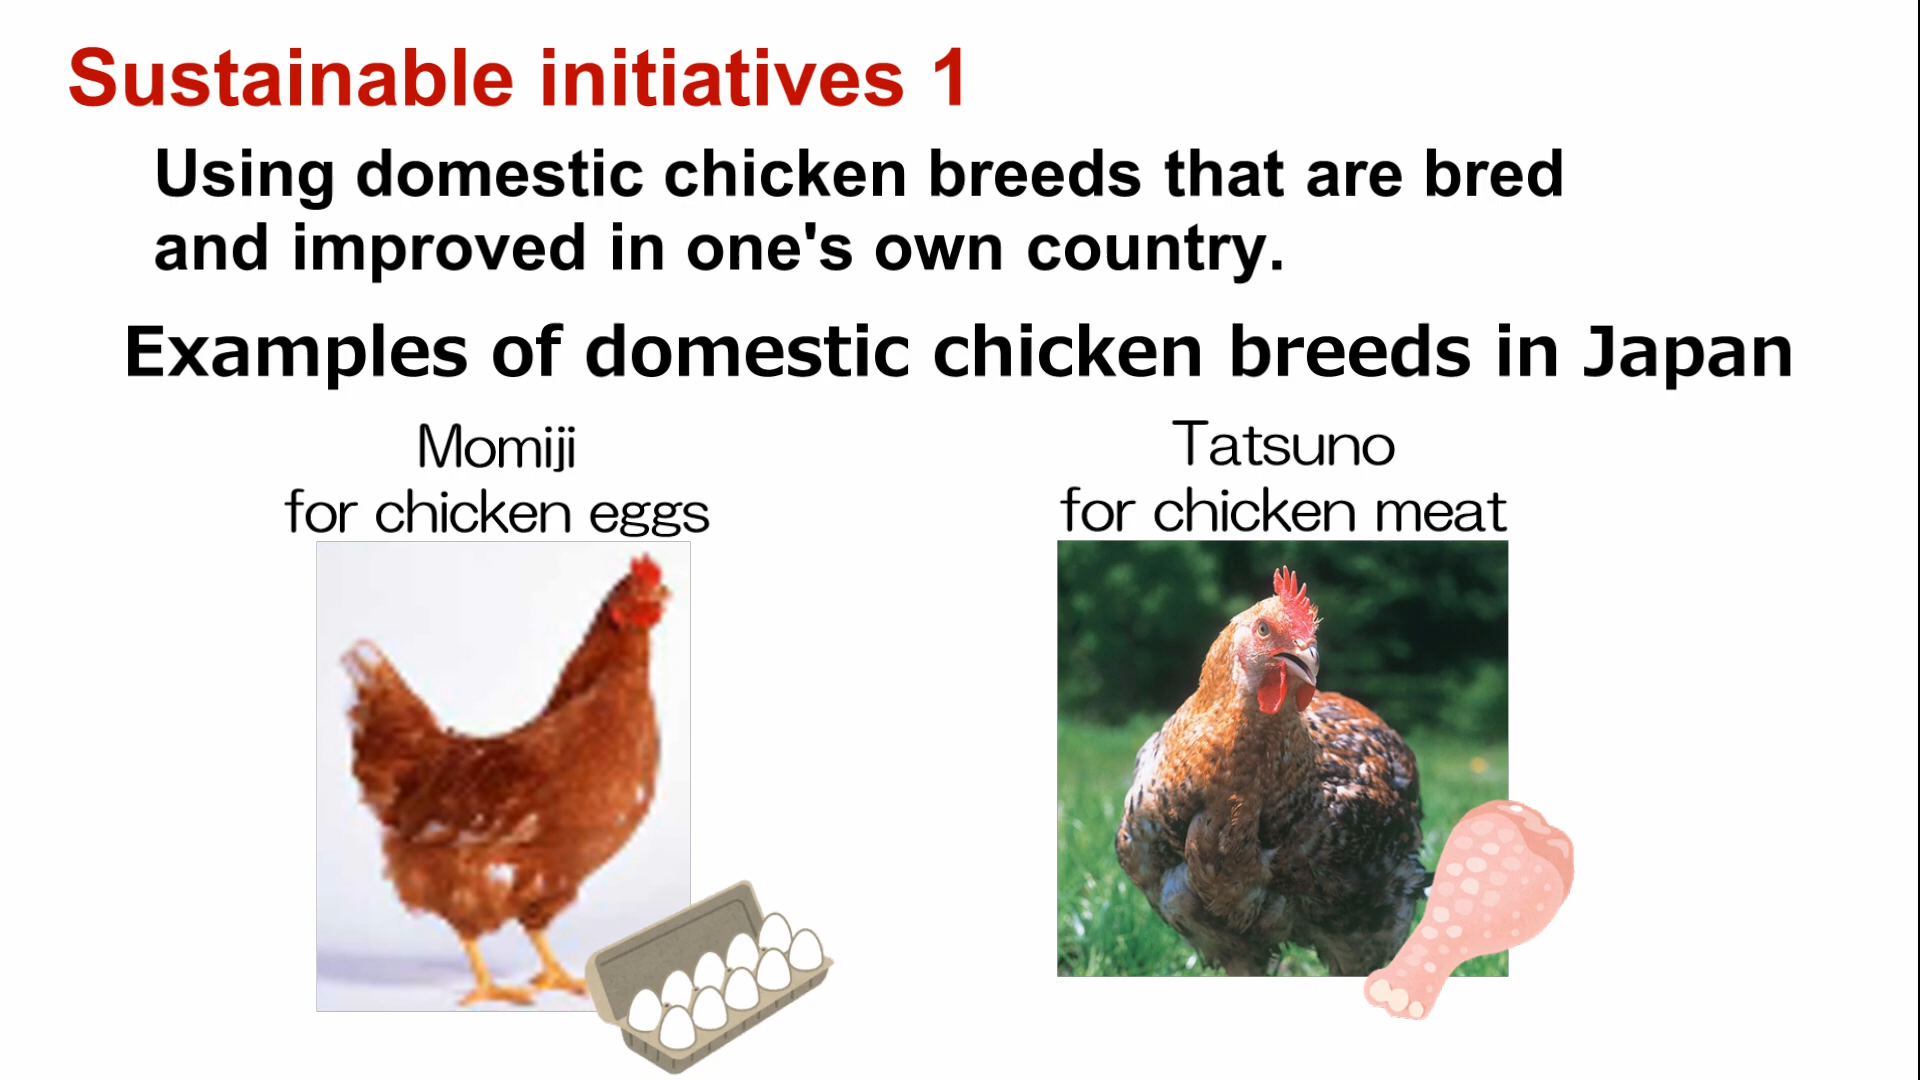 Sustainable initiatives 1
Using domestic chicken breeds that are bred
and improved in one's own country.
Examples of domestic chicken breeds in Japan
Momiji
for chicken eggs
Tatsuno
for chicken meat